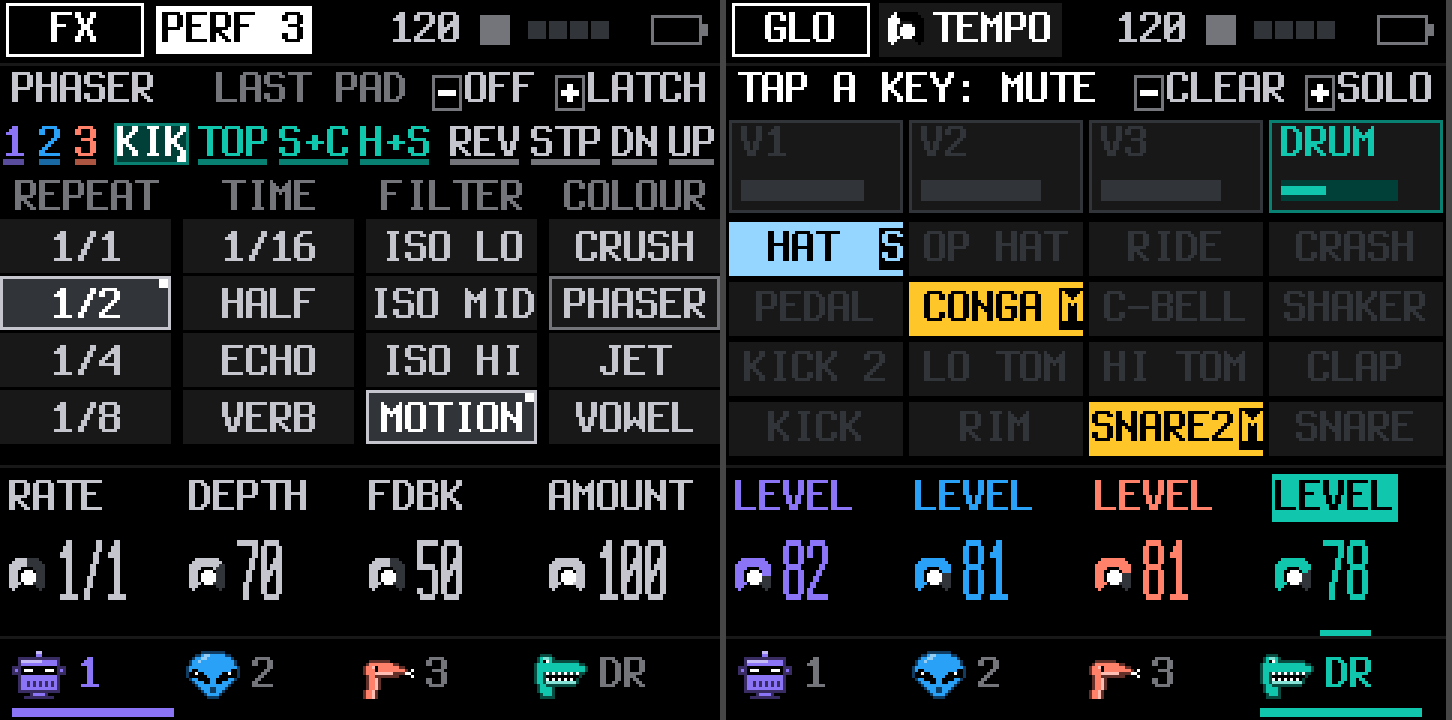 FX PERF 3 120
PHASER LAST PAD -OFF +LATCH
1 2 3 KIK TOP S+C H+S REV STP DN UP
REPEAT TIME FILTER COLOUR
1/1 1/16 ISO LO CRUSH
1/2 HALF ISO MID PHASER
1/4 ECHO ISO HI JET
1/8 VERB MOTION VOWEL
RATE DEPTH FDBK AMOUNT
1/1 70 50 100
1 2 3 DR
GLO TEMPO 120
TAP A KEY: MUTE -CLEAR +SOLO
V1 V2 V3 DRUM
HAT S OP HAT RIDE CRASH
PEDAL CONGA M C-BELL SHAKER
KICK 2 LO TOM HI TOM CLAP
KICK RIM SNARE2 M SNARE
LEVEL LEVEL LEVEL LEVEL
82 81 81 78
1 2 3 DR